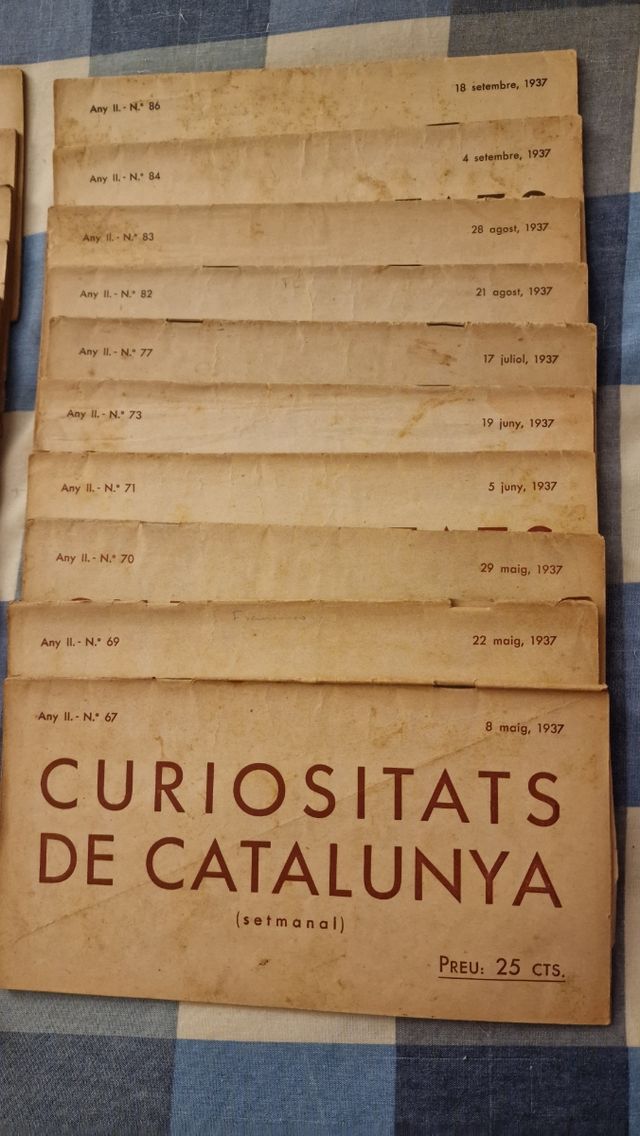 Any II.- N.º 86
18 setembre, 1937
Any II.- N.º 84
4 setembre, 1937
Any II.- N.º 83
28 agost, 1937
Any II.- N.º 82
21 agost, 1937
Any II.- N.º 77
17 juliol, 1937
Any II.- N.º 73
19 juny, 1937
Any II.- N.º 71
5 juny, 1937
Any II.- N.º 70
29 maig, 1937
Any II.- N.º 69
22 maig, 1937
Any II.- N.º 67
8 maig, 1937
CURIOSITATS
DE CATALUNYA
(setmanal)
PREU: 25 CTS.